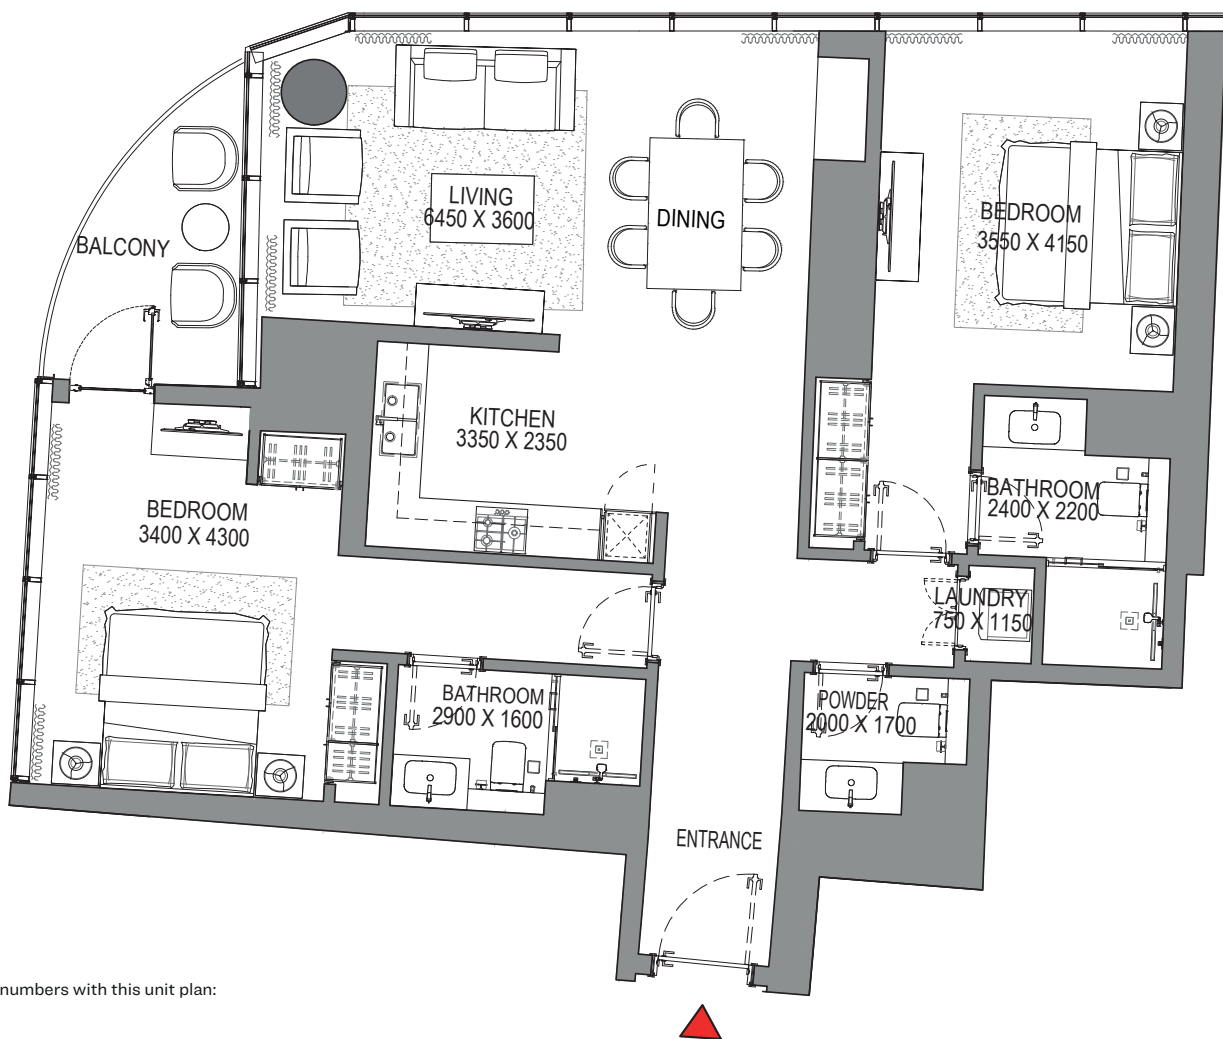 LIVING
6450 X 3600
DINING
BEDROOM
3550 X 4150
BALCONY
KITCHEN
3350 X 2350
BEDROOM
3400 X 4300
BATHROOM
2400 X 2200
LAUNDRY
750 X 1150
BATHROOM
2900 X 1600
POWDER
2000 X 1700
ENTRANCE
numbers with this unit plan: